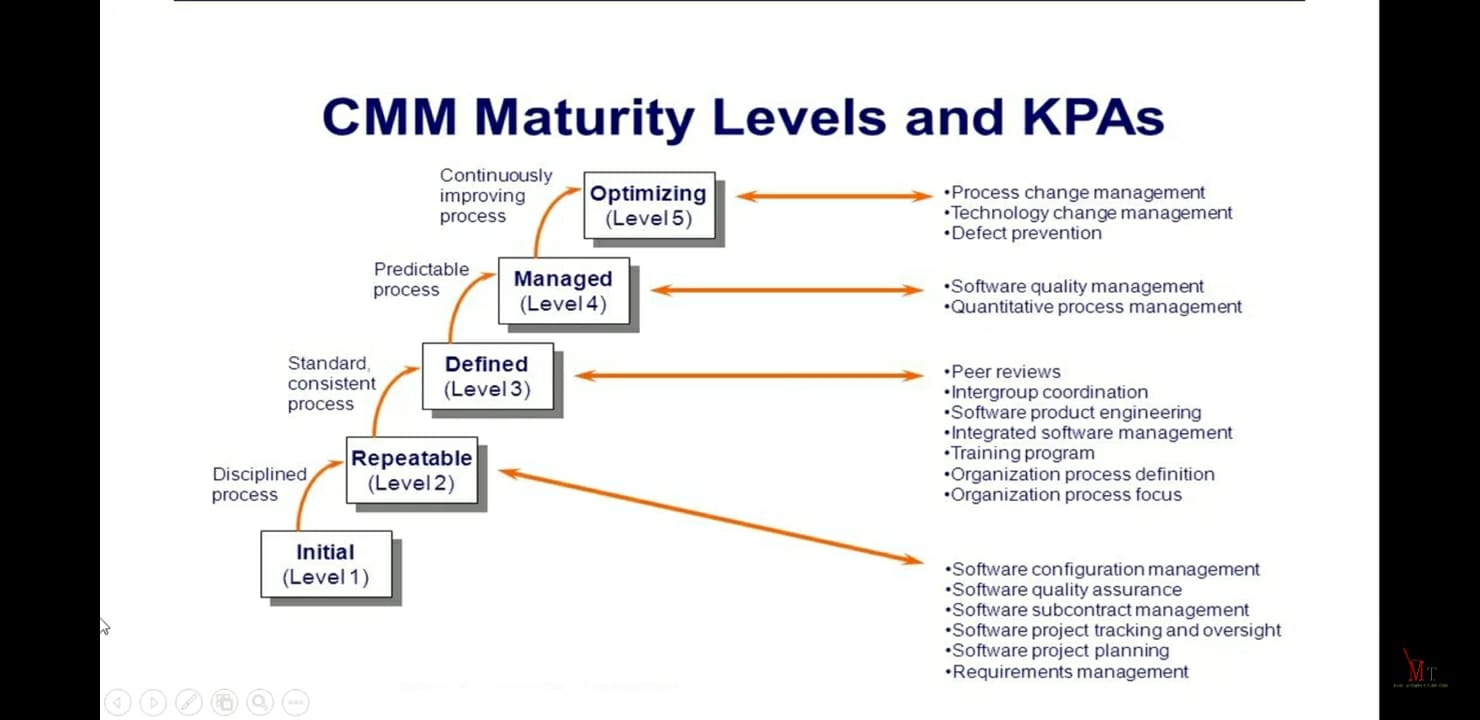 CMM Maturity Levels and KPAs
Continuously
improving
process
Optimizing
(Level 5)
•Process change management
•Technology change management
•Defect prevention
Predictable
process
Managed
(Level 4)
•Software quality management
•Quantitative process management
Standard,
consistent
process
Defined
(Level 3)
•Peer reviews
•Intergroup coordination
•Software product engineering
•Integrated software management
•Training program
•Organization process definition
•Organization process focus
Disciplined
process
Repeatable
(Level 2)
•Software configuration management
•Software quality assurance
•Software subcontract management
•Software project tracking and oversight
•Software project planning
•Requirements management
Initial
(Level 1)
MT